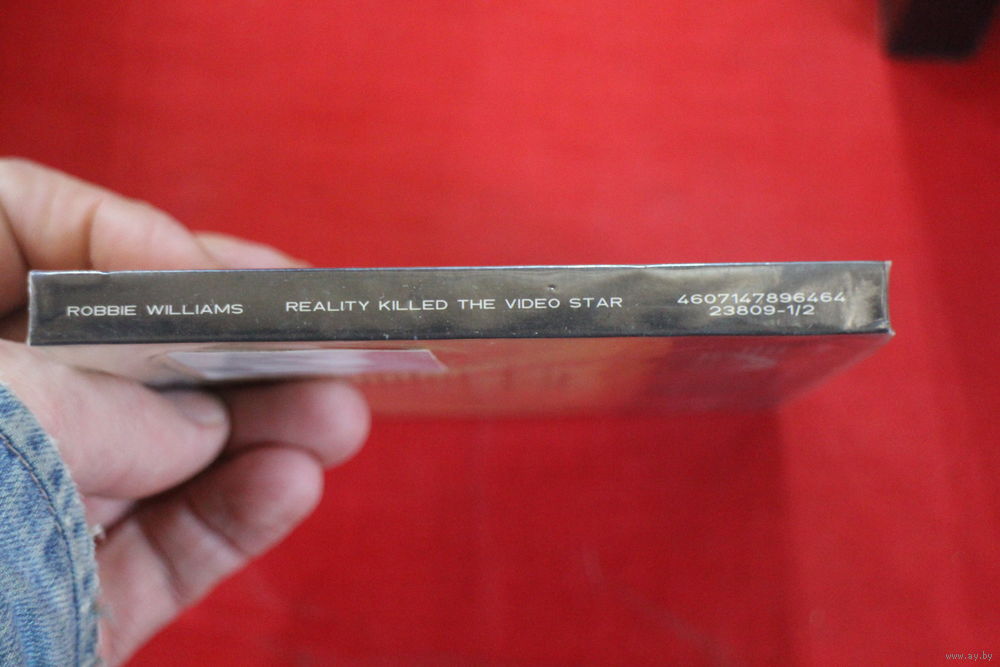 ROBBIE WILLIAMS REALITY KILLED THE VIDEO STAR 4607147896464
23809-1/2
www.ay.by